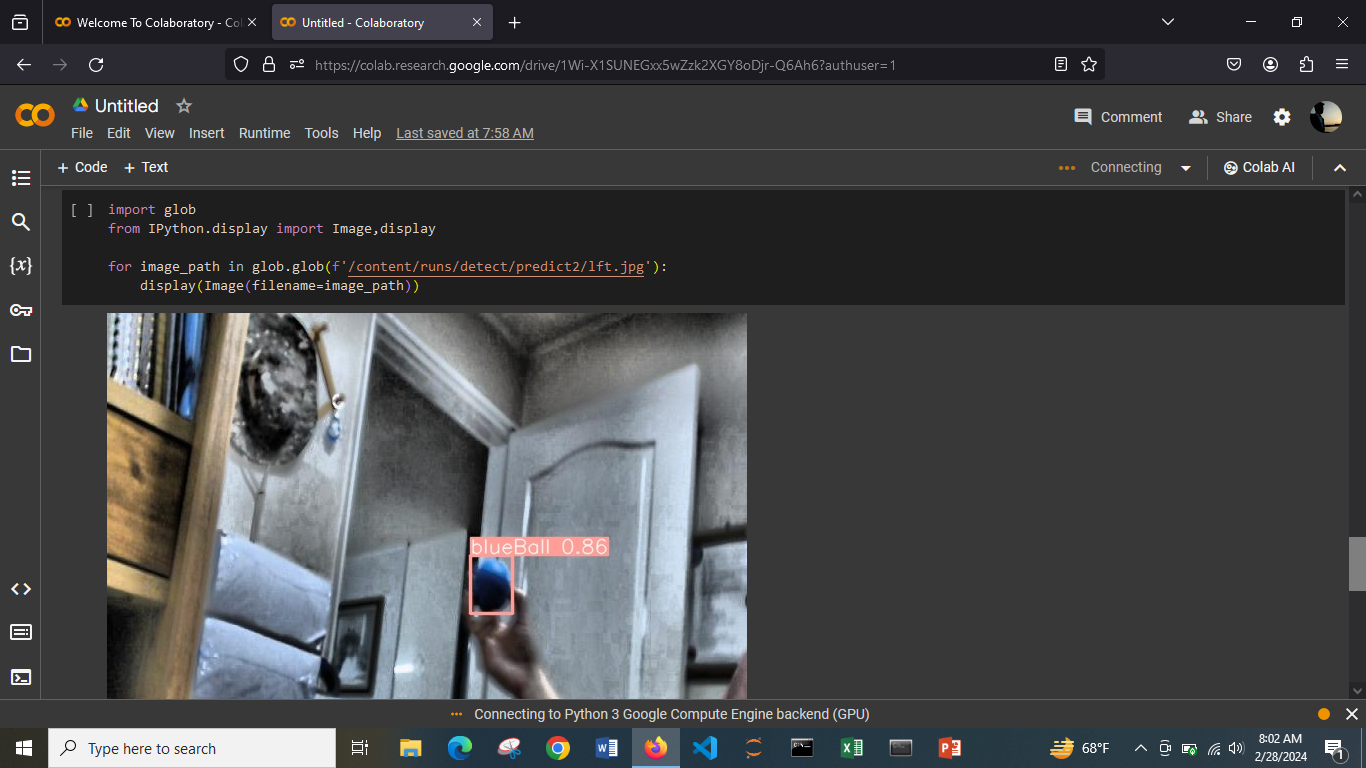 Welcome To Colaboratory - Col
Untitled - Colaboratory
https://colab.research.google.com/drive/1Wi-X1SUNEGxx5wZzk2XGY8oDjr-Q6Ah6?authuser=1
Untitled
File Edit View Insert Runtime Tools Help Last saved at 7:58 AM
Comment Share
+ Code + Text
Connecting
Colab AI
[ ] import glob
from IPython.display import Image,display
for image_path in glob.glob(f'/content/runs/detect/predict2/lft.jpg'):
display(Image(filename=image_path))
{x}
blueBall 0.86
Connecting to Python 3 Google Compute Engine backend (GPU)
Type here to search
68°F
8:02 AM
2/28/2024
1